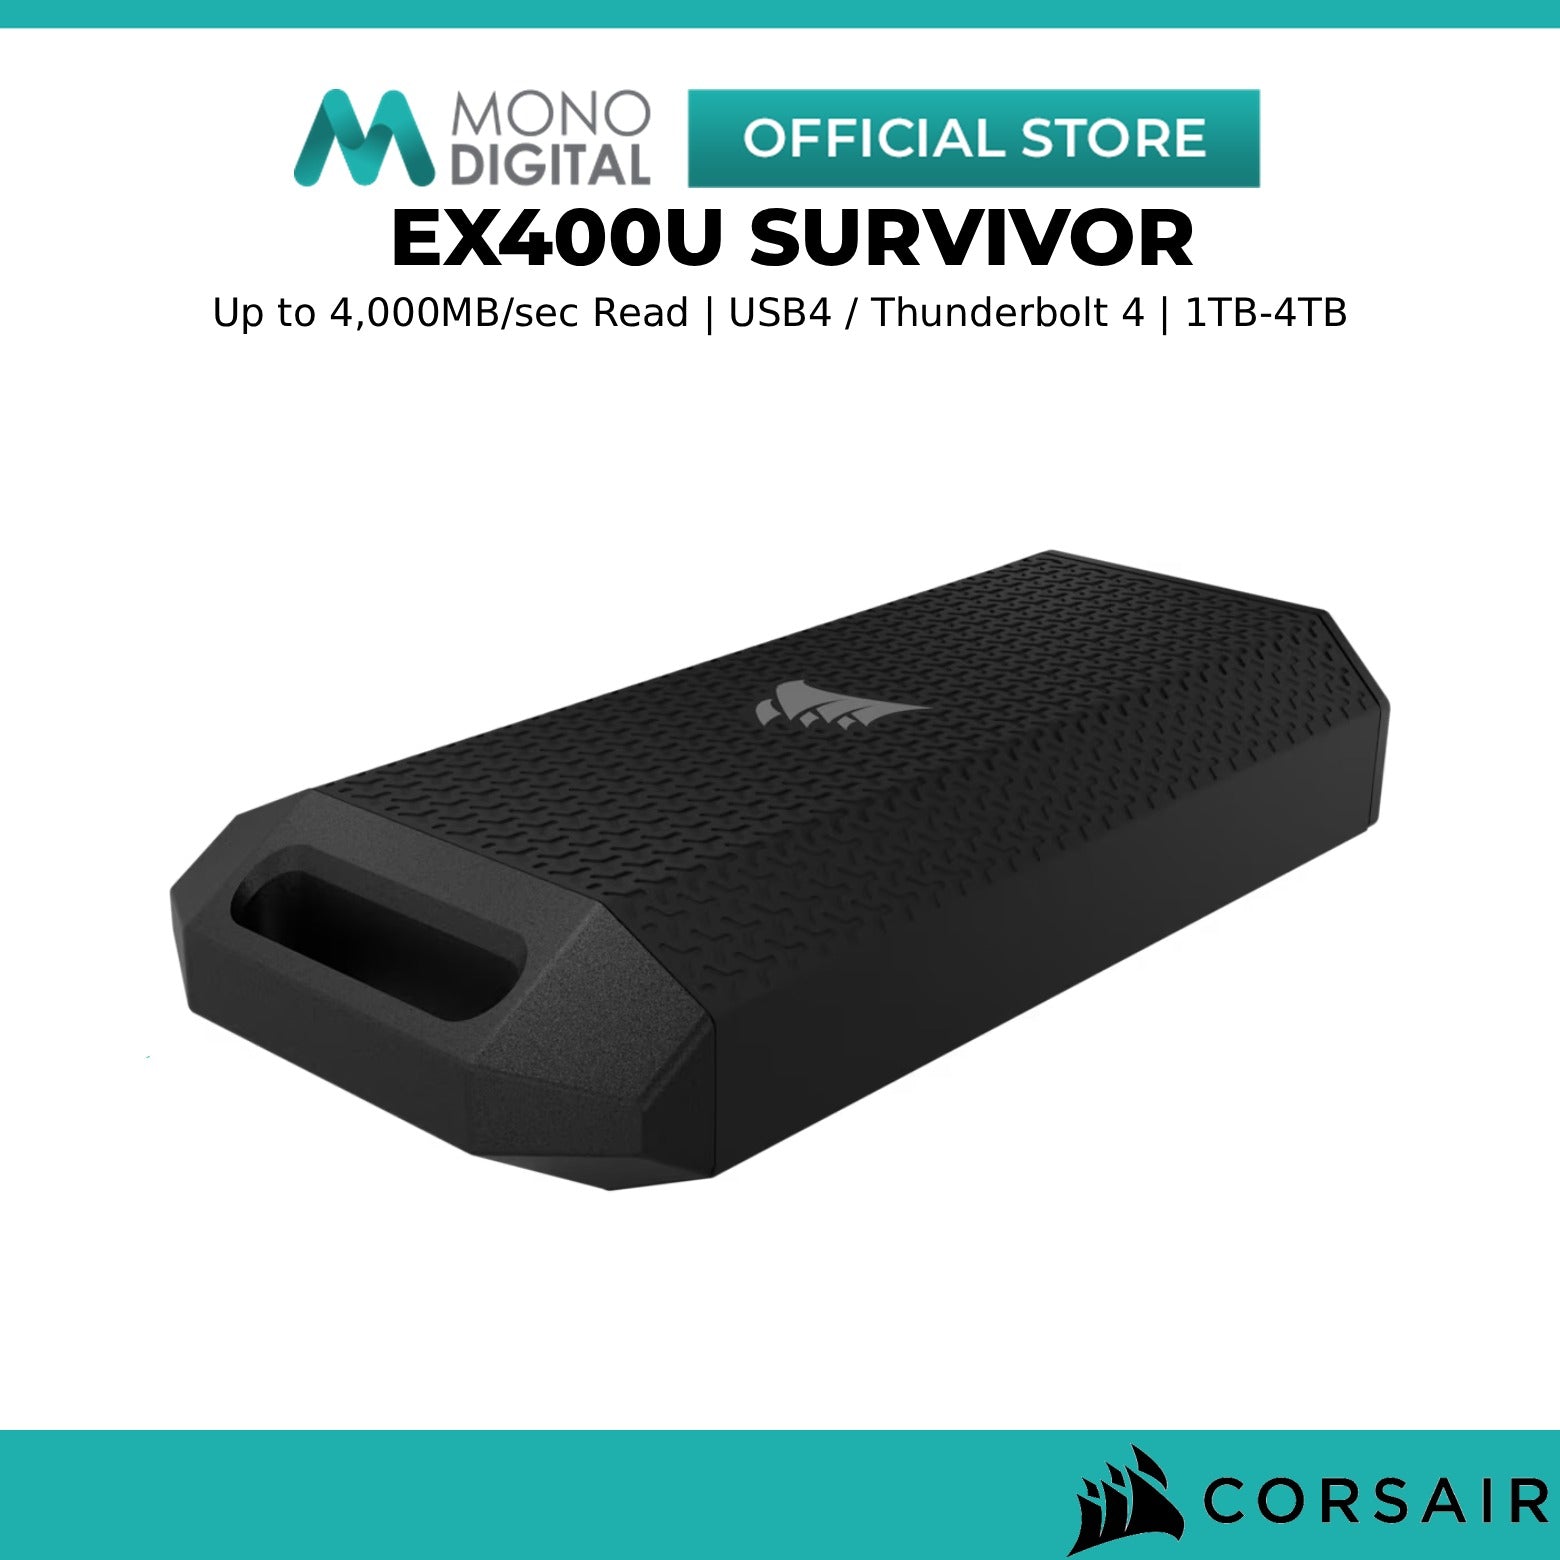 MONO
DIGITAL
OFFICIAL STORE
EX400U SURVIVOR
Up to 4,000MB/sec Read | USB4 / Thunderbolt 4 | 1TB-4TB
CORSAIR